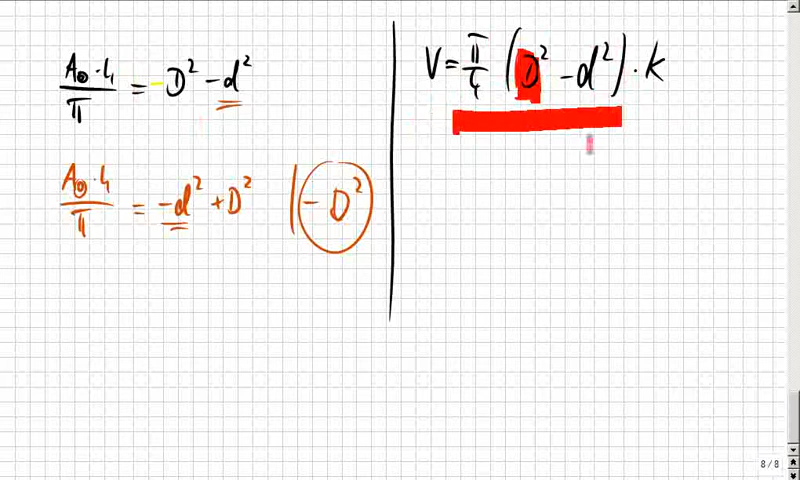 A⊚·4/π = D² - d²
A⊚·4/π = -d² + D² | - D²
V = π/4 (D² - d²) · k
8/8